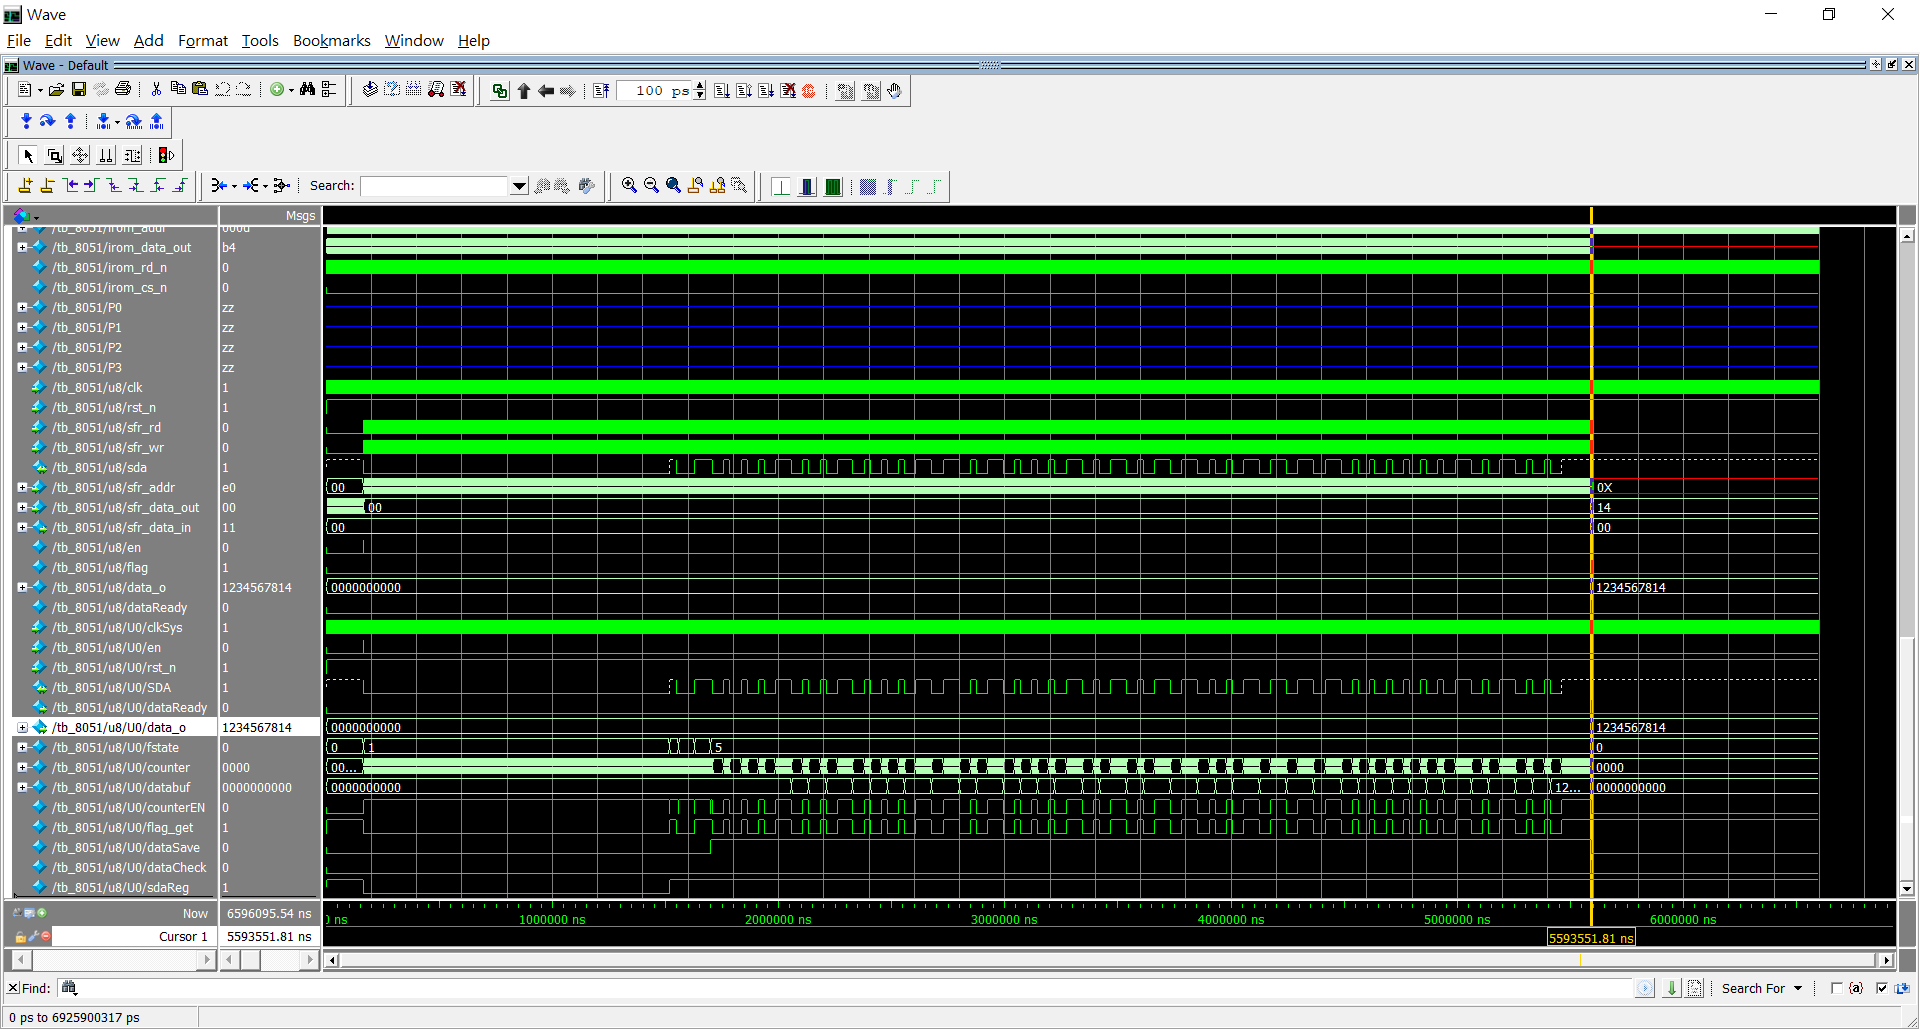 Wave
File Edit View Add Format Tools Bookmarks Window Help
Wave - Default
100 ps
Search:
Msgs
/tb_8051/irom_addr 000d
/tb_8051/irom_data_out b4
/tb_8051/irom_rd_n 0
/tb_8051/irom_cs_n 0
/tb_8051/P0 zz
/tb_8051/P1 zz
/tb_8051/P2 zz
/tb_8051/P3 zz
/tb_8051/u8/clk 1
/tb_8051/u8/rst_n 1
/tb_8051/u8/sfr_rd 0
/tb_8051/u8/sfr_wr 0
/tb_8051/u8/sda 1
/tb_8051/u8/sfr_addr e0 00 0X
/tb_8051/u8/sfr_data_out 00 00 14
/tb_8051/u8/sfr_data_in 11 00 00
/tb_8051/u8/en 0
/tb_8051/u8/flag 1
/tb_8051/u8/data_o 1234567814 0000000000 1234567814
/tb_8051/u8/dataReady 0
/tb_8051/u8/U0/clkSys 1
/tb_8051/u8/U0/en 0
/tb_8051/u8/U0/rst_n 1
/tb_8051/u8/U0/SDA 1
/tb_8051/u8/U0/dataReady 0
/tb_8051/u8/U0/data_o 1234567814 0000000000 1234567814
/tb_8051/u8/U0/fstate 0 0 1 5 0
/tb_8051/u8/U0/counter 0000 00... 0000
/tb_8051/u8/U0/databuf 0000000000 0000000000 12... 0000000000
/tb_8051/u8/U0/counterEN 0
/tb_8051/u8/U0/flag_get 1
/tb_8051/u8/U0/dataSave 0
/tb_8051/u8/U0/dataCheck 0
/tb_8051/u8/U0/sdaReg 1
Now 6596095.54 ns ns 1000000 ns 2000000 ns 3000000 ns 4000000 ns 5000000 ns 6000000 ns
Cursor 1 5593551.81 ns 5593551.81 ns
Find: Search For {a}
0 ps to 6925900317 ps